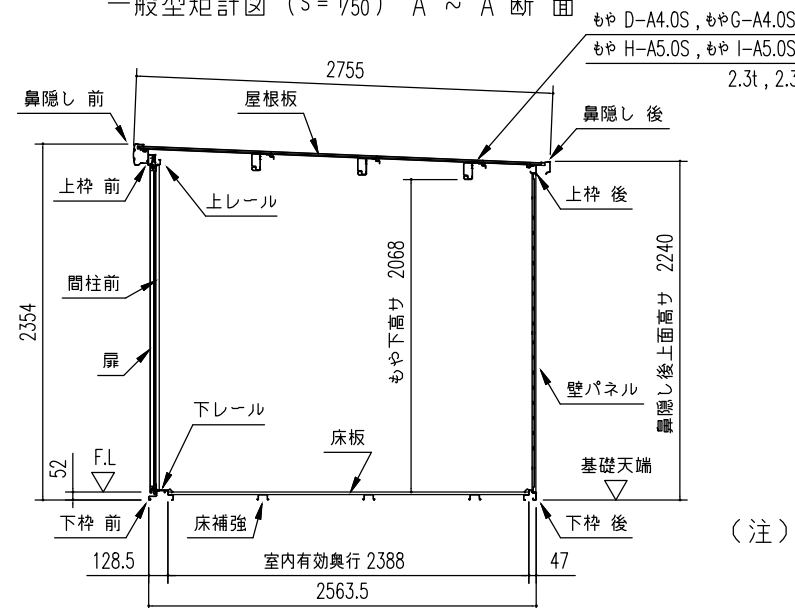 一般型矩計図 (S=1/50) A ~ A 断 面
もや D-A4.0S , もやG-A4.0S
もや H-A5.0S , もや I-A5.0S
2.3t , 2.3
2755
鼻隠し 前
屋根板
鼻隠し 後
上枠 前
上レール
上枠 後
間柱前
もや下高サ 2068
鼻隠し後上面高サ 2240
2354
扉
壁パネル
下レール
床板
52
F.L
基礎天端
下枠 前
床補強
下枠 後
(注)
128.5
室内有効奥行 2388
47
2563.5